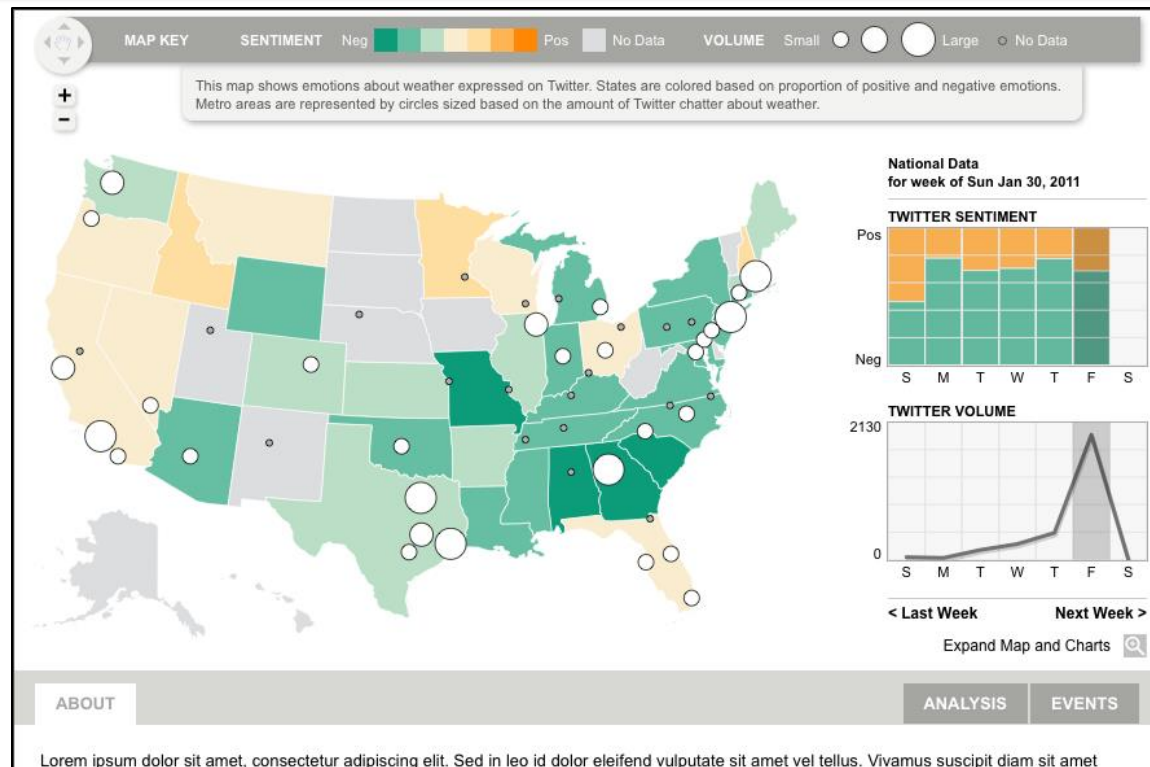 MAP KEY SENTIMENT Neg Pos No Data VOLUME Small Large No Data
This map shows emotions about weather expressed on Twitter. States are colored based on proportion of positive and negative emotions.
Metro areas are represented by circles sized based on the amount of Twitter chatter about weather.
+
−
National Data
for week of Sun Jan 30, 2011
TWITTER SENTIMENT
Pos
Neg
S M T W T F S
TWITTER VOLUME
2130
0
S M T W T F S
< Last Week Next Week >
Expand Map and Charts
ABOUT ANALYSIS EVENTS
Lorem ipsum dolor sit amet, consectetur adipiscing elit. Sed in leo id dolor eleifend vulputate sit amet vel tellus. Vivamus suscipit diam sit amet